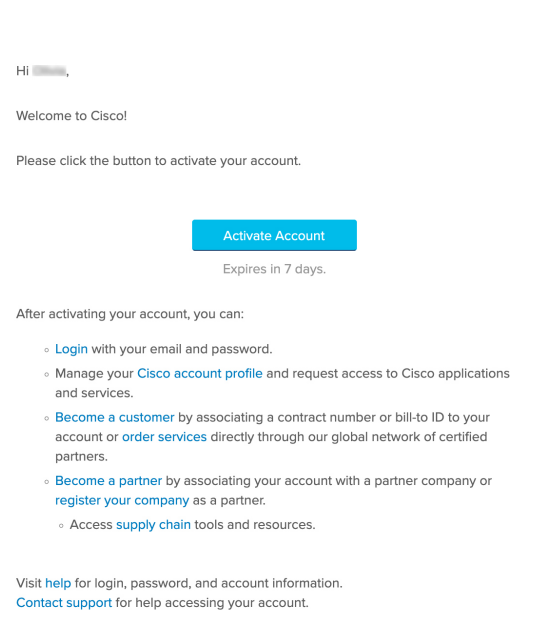 Hi ,
Welcome to Cisco!
Please click the button to activate your account.
Activate Account
Expires in 7 days.
After activating your account, you can:
Login with your email and password.
Manage your Cisco account profile and request access to Cisco applications
and services.
Become a customer by associating a contract number or bill-to ID to your
account or order services directly through our global network of certified
partners.
Become a partner by associating your account with a partner company or
register your company as a partner.
Access supply chain tools and resources.
Visit help for login, password, and account information.
Contact support for help accessing your account.